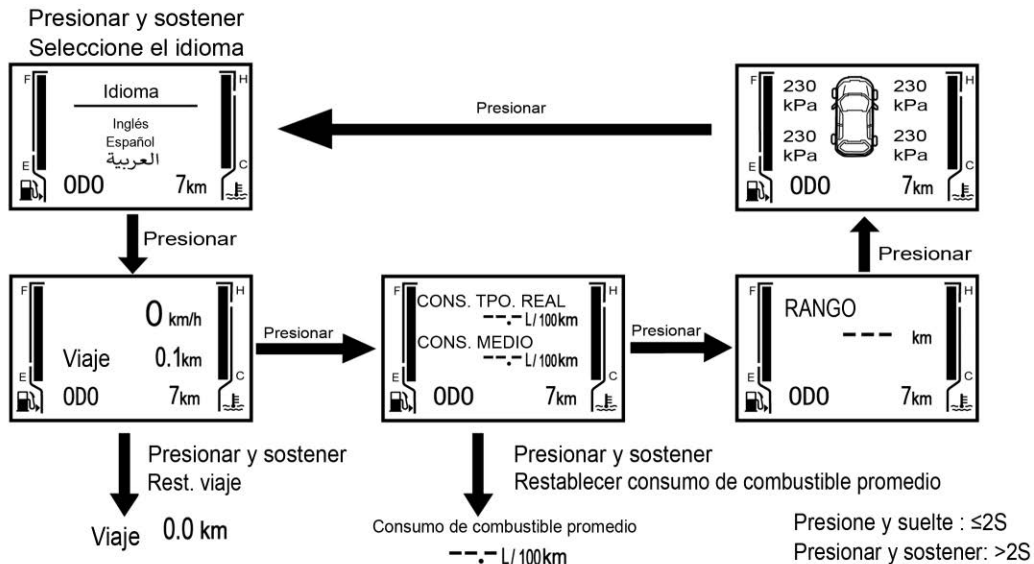 Presionar y sostener
Seleccione el idioma
F
H
Idioma
Inglés
Español
العربية
E
C
ODO 7km
Presionar
F
H
230 kPa
230 kPa
230 kPa
230 kPa
E
C
ODO 7km
Presionar
Presionar
F
H
0 km/h
Viaje 0.1km
E
C
ODO 7km
Presionar
F
H
CONS. TPO. REAL
--.- L/100km
CONS. MEDIO
--.- L/100km
E
C
ODO 7km
Presionar
F
H
RANGO
--- km
E
C
ODO 7km
Presionar y sostener
Rest. viaje
Viaje 0.0 km
Presionar y sostener
Restablecer consumo de combustible promedio
Consumo de combustible promedio
--.- L/100km
Presione y suelte : ≤2S
Presionar y sostener: >2S